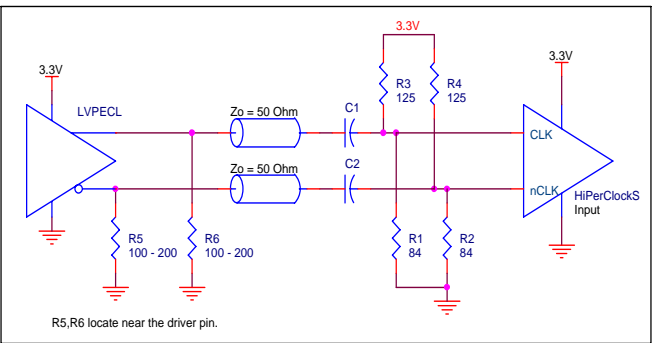 3.3V
3.3V
3.3V
R3
125
R4
125
LVPECL
Zo = 50 Ohm
C1
CLK
Zo = 50 Ohm
C2
nCLK
HiPerClockS
Input
R5
100 - 200
R6
100 - 200
R1
84
R2
84
R5,R6 locate near the driver pin.